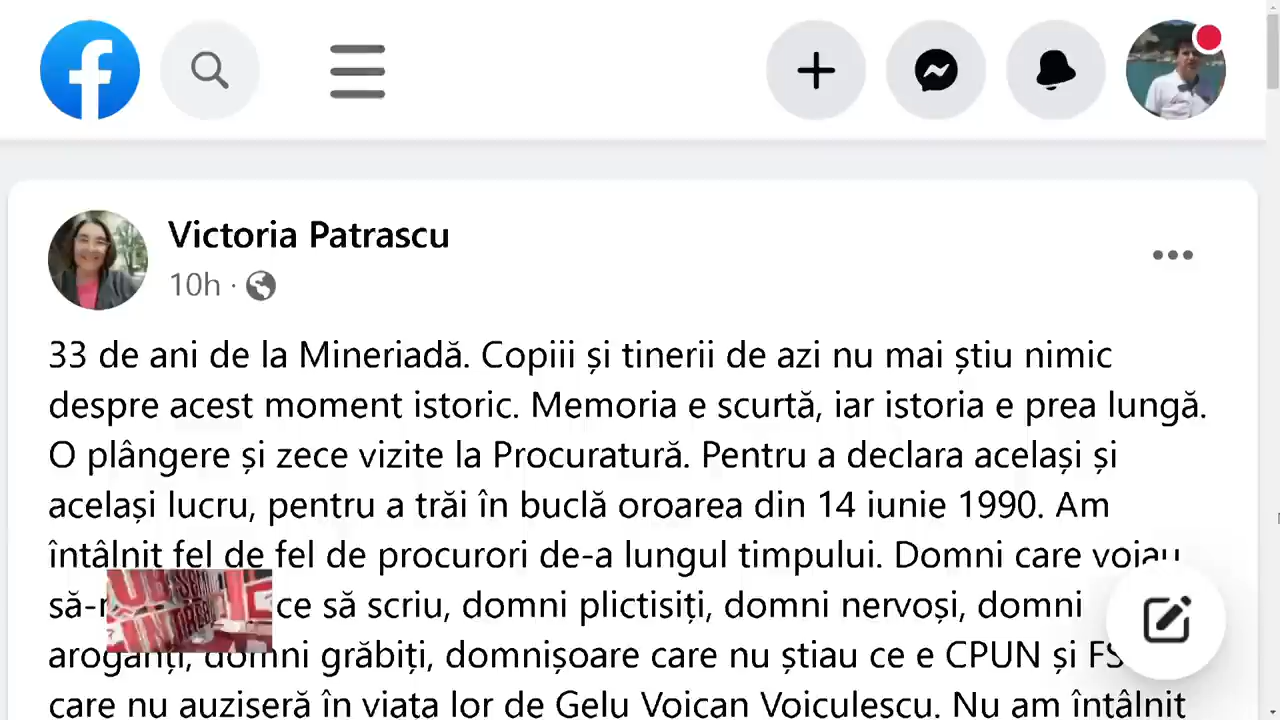 Victoria Patrascu
10h ·
33 de ani de la Mineriadă. Copiii și tinerii de azi nu mai știu nimic
despre acest moment istoric. Memoria e scurtă, iar istoria e prea lungă.
O plângere și zece vizite la Procuratură. Pentru a declara același și
același lucru, pentru a trăi în buclă oroarea din 14 iunie 1990. Am
întâlnit fel de fel de procurori de-a lungul timpului. Domni care voiau
ce să scriu, domni plictisiți, domni nervoși, domni
aroganți, domni grăbiți, domnișoare care nu știau ce e CPUN și
care nu auziseră în viața lor de Gelu Voican Voiculescu. Nu am întâlnit